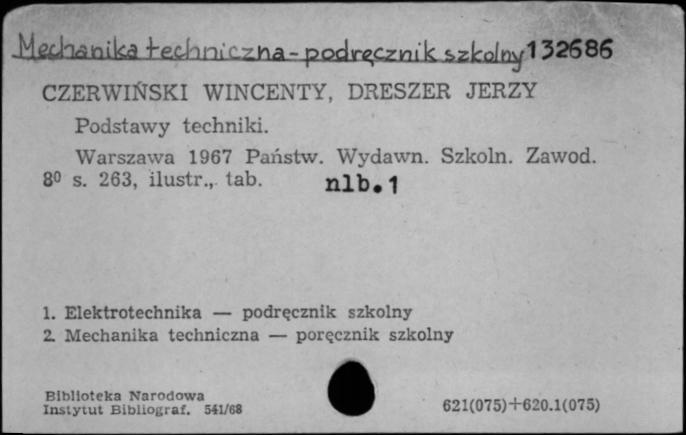 Mechanika techniczna - podręcznik szkolny 132686
CZERWIŃSKI WINCENTY, DRESZER JERZY
Podstawy techniki.
Warszawa 1967 Państw. Wydawn. Szkoln. Zawod.
8⁰ s. 263, ilustr., tab. nlb. 1
1. Elektrotechnika — podręcznik szkolny
2. Mechanika techniczna — poręcznik szkolny
Biblioteka Narodowa
Instytut Bibliograf. 541/68
621(075)+620.1(075)